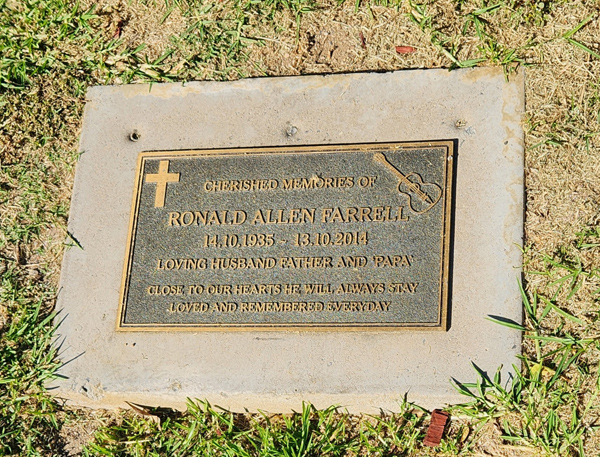 CHERISHED MEMORIES OF
RONALD ALLEN FARRELL
14.10.1935 - 13.10.2014
LOVING HUSBAND FATHER AND 'PAPA'
CLOSE TO OUR HEARTS HE WILL ALWAYS STAY
LOVED AND REMEMBERED EVERYDAY